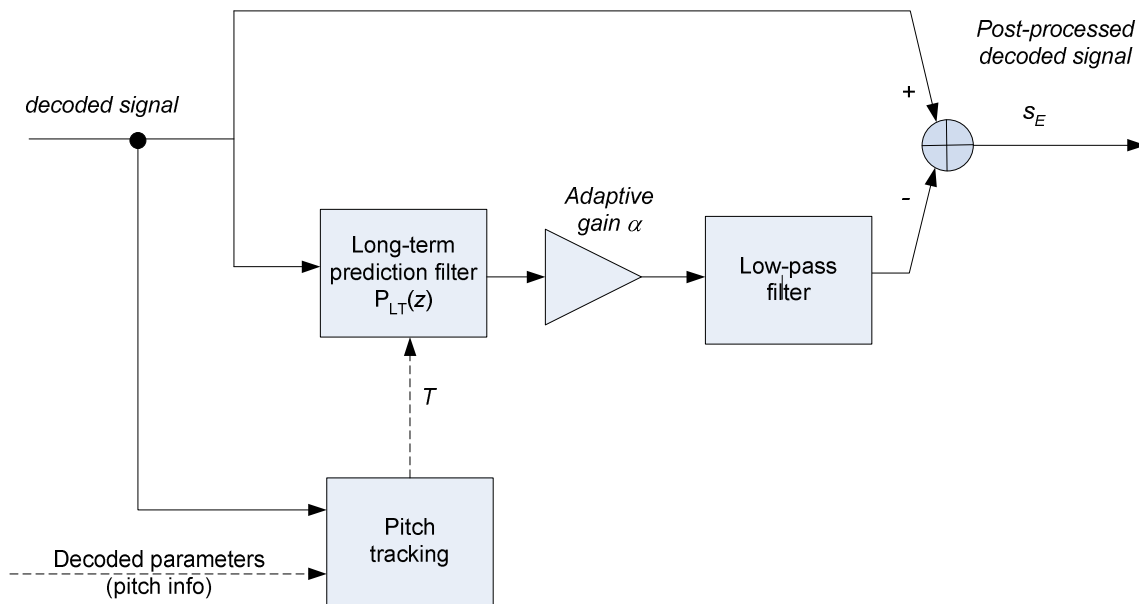 Post-processed
decoded signal
decoded signal
+
s_E
-
Adaptive
gain α
Long-term
prediction filter
P_LT(z)
Low-pass
filter
T
Pitch
tracking
Decoded parameters
(pitch info)